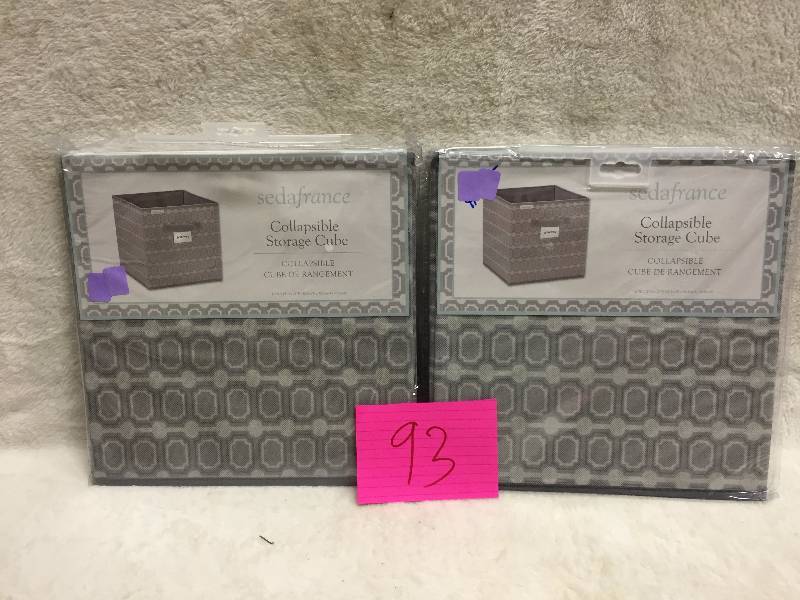 sedafrance
Collapsible
Storage Cube
COLLAPSIBLE
CUBE DE RANGEMENT
sedafrance
Collapsible
Storage Cube
COLLAPSIBLE
CUBE DE RANGEMENT
93